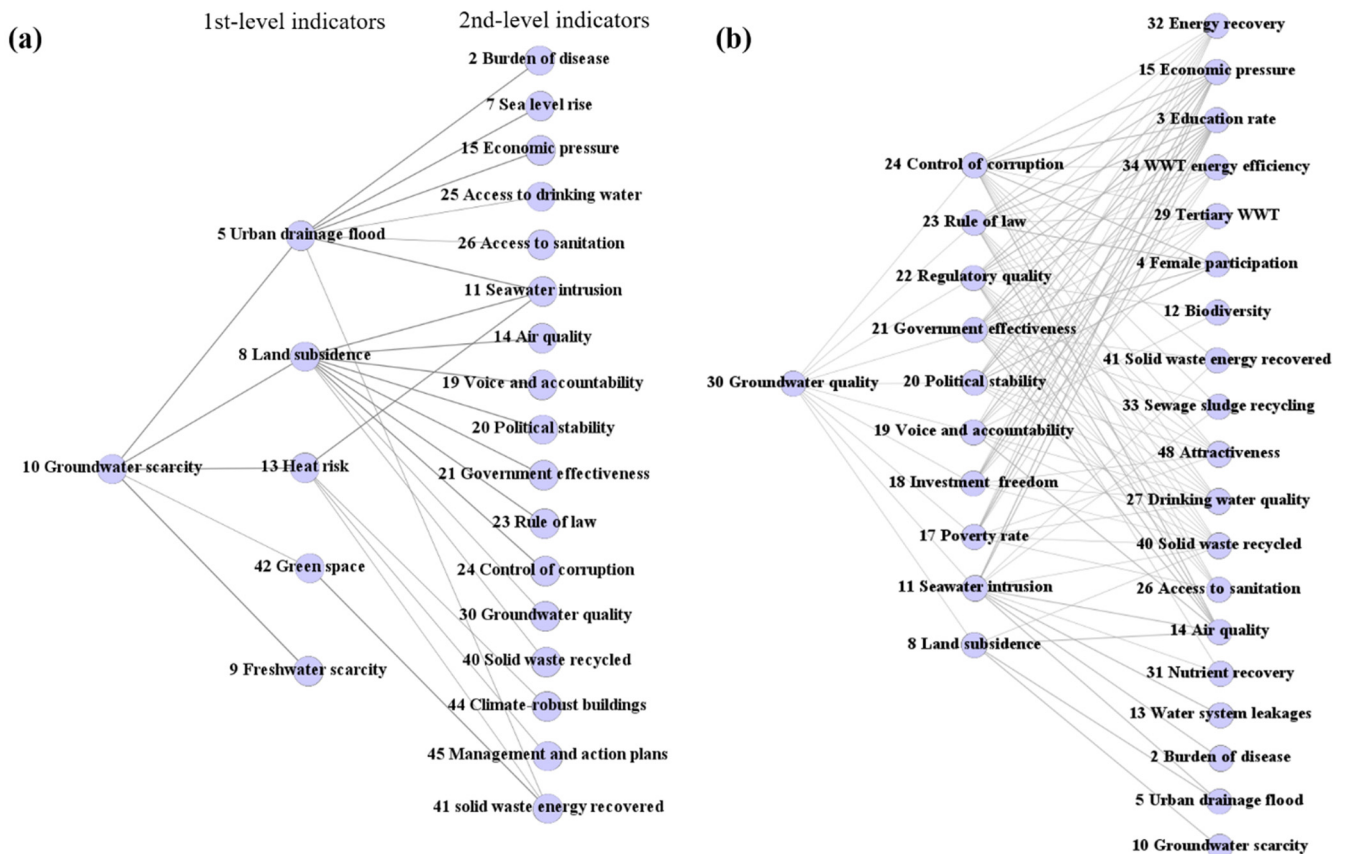 (a)
1st-level indicators
2nd-level indicators
10 Groundwater scarcity
5 Urban drainage flood
8 Land subsidence
13 Heat risk
42 Green space
9 Freshwater scarcity
2 Burden of disease
7 Sea level rise
15 Economic pressure
25 Access to drinking water
26 Access to sanitation
11 Seawater intrusion
14 Air quality
19 Voice and accountability
20 Political stability
21 Government effectiveness
23 Rule of law
24 Control of corruption
30 Groundwater quality
40 Solid waste recycled
44 Climate-robust buildings
45 Management and action plans
41 solid waste energy recovered
(b)
30 Groundwater quality
24 Control of corruption
23 Rule of law
22 Regulatory quality
21 Government effectiveness
20 Political stability
19 Voice and accountability
18 Investment freedom
17 Poverty rate
11 Seawater intrusion
8 Land subsidence
32 Energy recovery
15 Economic pressure
3 Education rate
34 WWT energy efficiency
29 Tertiary WWT
4 Female participation
12 Biodiversity
41 Solid waste energy recovered
33 Sewage sludge recycling
48 Attractiveness
27 Drinking water quality
40 Solid waste recycled
26 Access to sanitation
14 Air quality
31 Nutrient recovery
13 Water system leakages
2 Burden of disease
5 Urban drainage flood
10 Groundwater scarcity